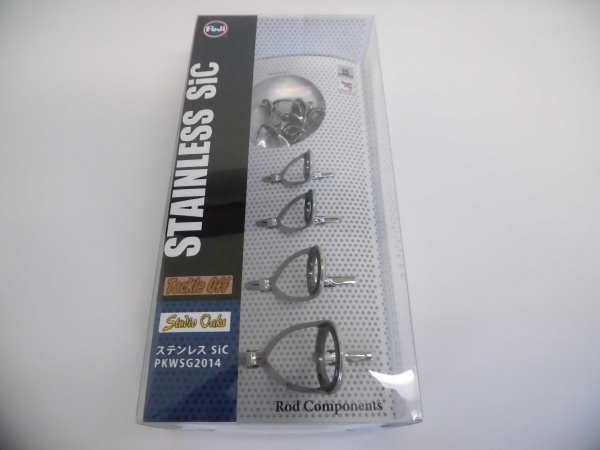 Fuji
STAINLESS SiC
Tackle Off
Studio Oaks
ステンレス SiC
PKWSG2014
Rod Components